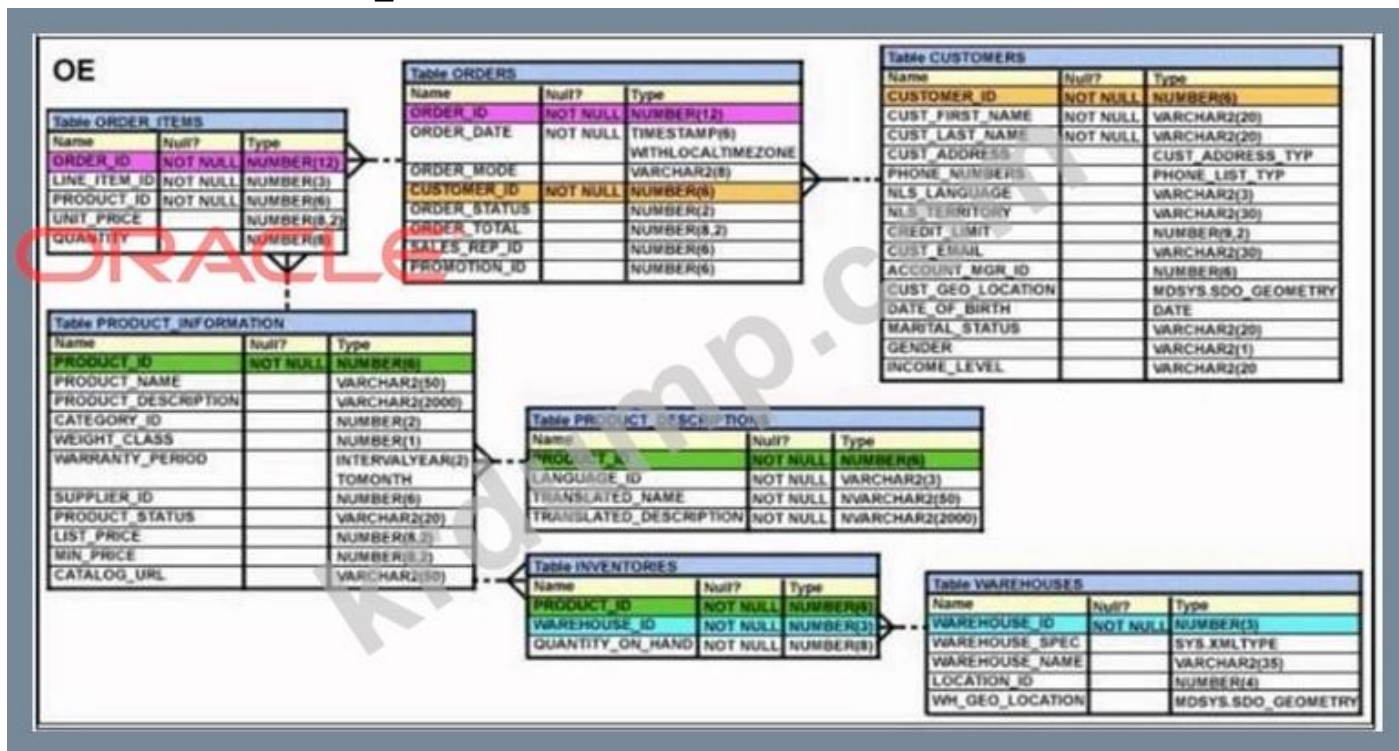 OE
Table ORDER_ITEMS
Name Null? Type
ORDER_ID NOT NULL NUMBER(12)
LINE_ITEM_ID NOT NULL NUMBER(3)
PRODUCT_ID NOT NULL NUMBER(6)
UNIT_PRICE NUMBER(8,2)
QUANTITY NUMBER(8)
ORACLE
Table ORDERS
Name Null? Type
ORDER_ID NOT NULL NUMBER(12)
ORDER_DATE NOT NULL TIMESTAMP(6)
WITHLOCALTIMEZONE
ORDER_MODE VARCHAR2(8)
CUSTOMER_ID NOT NULL NUMBER(6)
ORDER_STATUS NUMBER(2)
ORDER_TOTAL NUMBER(8,2)
SALES_REP_ID NUMBER(6)
PROMOTION_ID NUMBER(6)
Table CUSTOMERS
Name Null? Type
CUSTOMER_ID NOT NULL NUMBER(6)
CUST_FIRST_NAME NOT NULL VARCHAR2(20)
CUST_LAST_NAME NOT NULL VARCHAR2(20)
CUST_ADDRESS CUST_ADDRESS_TYP
PHONE_NUMBERS PHONE_LIST_TYP
NLS_LANGUAGE VARCHAR2(3)
NLS_TERRITORY VARCHAR2(30)
CREDIT_LIMIT NUMBER(9,2)
CUST_EMAIL VARCHAR2(30)
ACCOUNT_MGR_ID NUMBER(6)
CUST_GEO_LOCATION MDSYS.SDO_GEOMETRY
DATE_OF_BIRTH DATE
MARITAL_STATUS VARCHAR2(20)
GENDER VARCHAR2(1)
INCOME_LEVEL VARCHAR2(20
Table PRODUCT_INFORMATION
Name Null? Type
PRODUCT_ID NOT NULL NUMBER(6)
PRODUCT_NAME VARCHAR2(50)
PRODUCT_DESCRIPTION VARCHAR2(2000)
CATEGORY_ID NUMBER(2)
WEIGHT_CLASS NUMBER(1)
WARRANTY_PERIOD INTERVALYEAR(2)
TOMONTH
SUPPLIER_ID NUMBER(6)
PRODUCT_STATUS VARCHAR2(20)
LIST_PRICE NUMBER(8,2)
MIN_PRICE NUMBER(8,2)
CATALOG_URL VARCHAR2(50)
Table PRODUCT_DESCRIPTIONS
Name Null? Type
PRODUCT_ID NOT NULL NUMBER(6)
LANGUAGE_ID NOT NULL VARCHAR2(3)
TRANSLATED_NAME NOT NULL NVARCHAR2(50)
TRANSLATED_DESCRIPTION NOT NULL NVARCHAR2(2000)
Table INVENTORIES
Name Null? Type
PRODUCT_ID NOT NULL NUMBER(6)
WAREHOUSE_ID NOT NULL NUMBER(3)
QUANTITY_ON_HAND NOT NULL NUMBER(8)
Table WAREHOUSES
Name Null? Type
WAREHOUSE_ID NOT NULL NUMBER(3)
WAREHOUSE_SPEC SYS.XMLTYPE
WAREHOUSE_NAME VARCHAR2(35)
LOCATION_ID NUMBER(4)
WH_GEO_LOCATION MDSYS.SDO_GEOMETRY